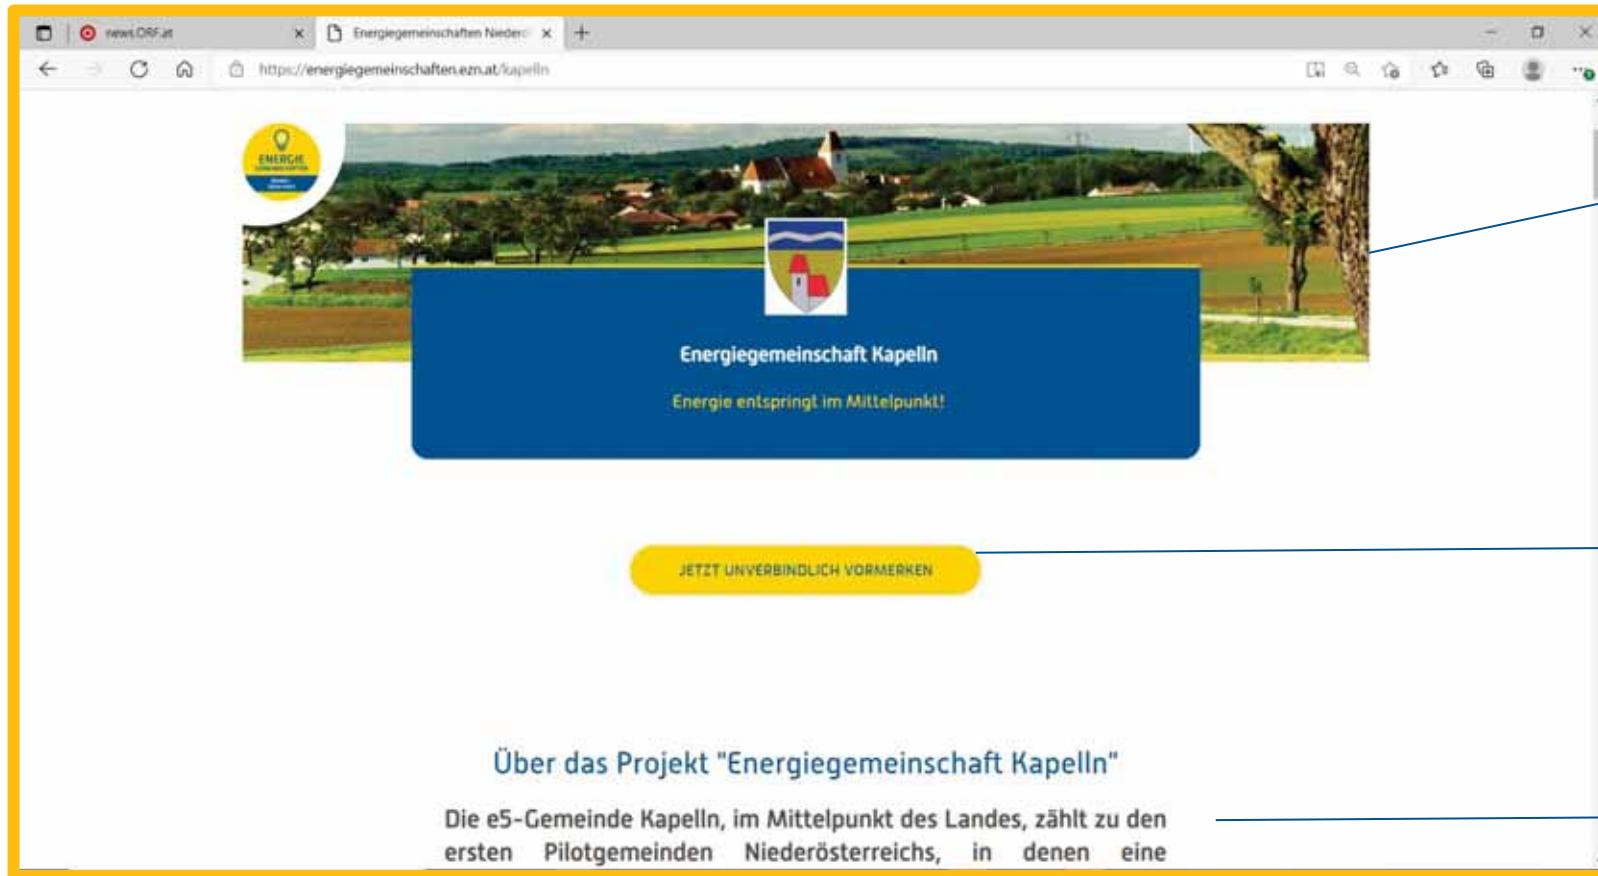 news.ORF.at
Energiegemeinschaften Niederö
https://energiegemeinschaften.ezn.at/kapelln
ENERGIE
Energiegemeinschaft Kapelln
Energie entspringt im Mittelpunkt!
JETZT UNVERBINDLICH VORMERKEN
Über das Projekt "Energiegemeinschaft Kapelln"
Die e5-Gemeinde Kapelln, im Mittelpunkt des Landes, zählt zu den
ersten Pilotgemeinden Niederösterreichs, in denen eine